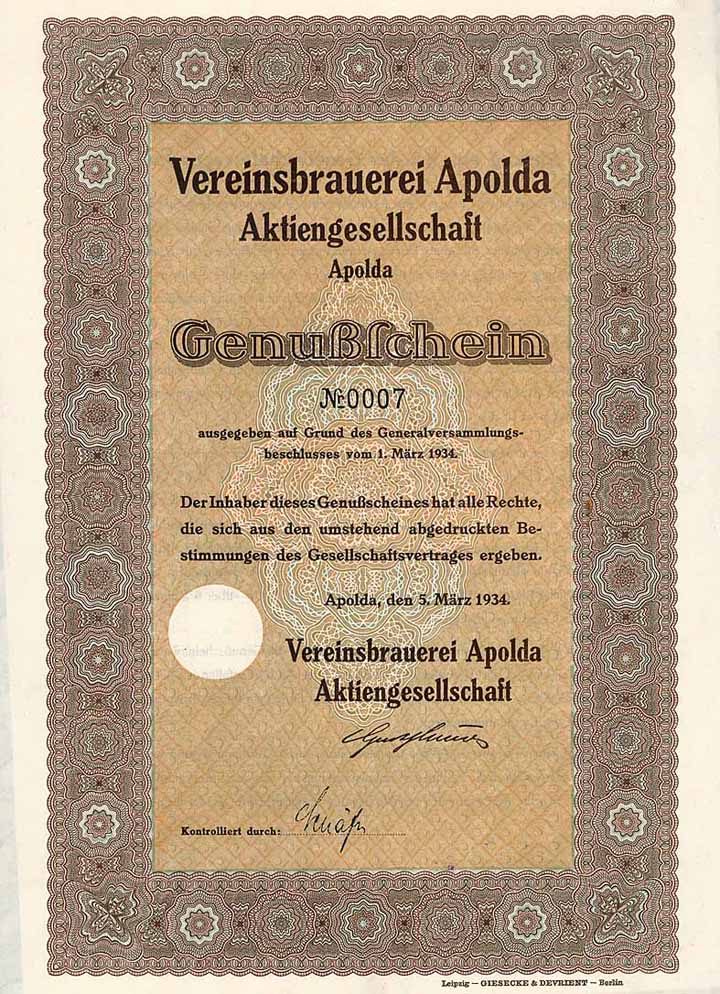 Vereinsbrauerei Apolda
Aktiengesellschaft
Apolda
Genußſchein
№ 0007
ausgegeben auf Grund des Generalversammlungs-
beschlusses vom 1. März 1934.
Der Inhaber dieses Genußscheines hat alle Rechte,
die sich aus den umstehend abgedruckten Be-
stimmungen des Gesellschaftsvertrages ergeben.
Apolda, den 5. März 1934.
Vereinsbrauerei Apolda
Aktiengesellschaft
Kontrolliert durch:
Leipzig — GIESECKE & DEVRIENT — Berlin